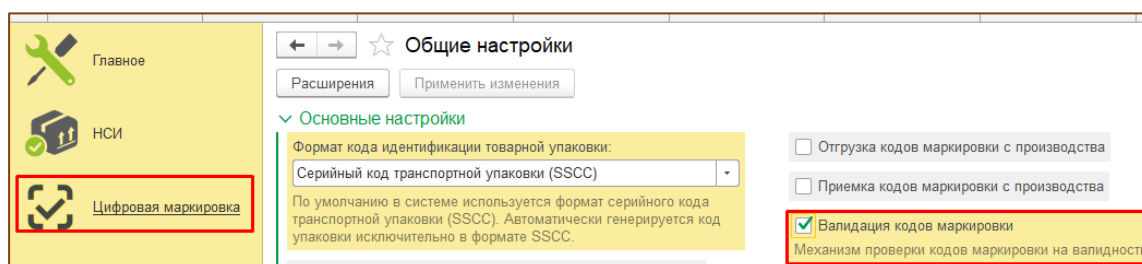 Главное
НСИ
Цифровая маркировка
Общие настройки
Расширения
Применить изменения
Основные настройки
Формат кода идентификации товарной упаковки:
Серийный код транспортной упаковки (SSCC)
По умолчанию в системе используется формат серийного кода
транспортной упаковки (SSCC). Автоматически генерируется код
упаковки исключительно в формате SSCC.
Отгрузка кодов маркировки с производства
Приемка кодов маркировки с производства
Валидация кодов маркировки
Механизм проверки кодов маркировки на валидность